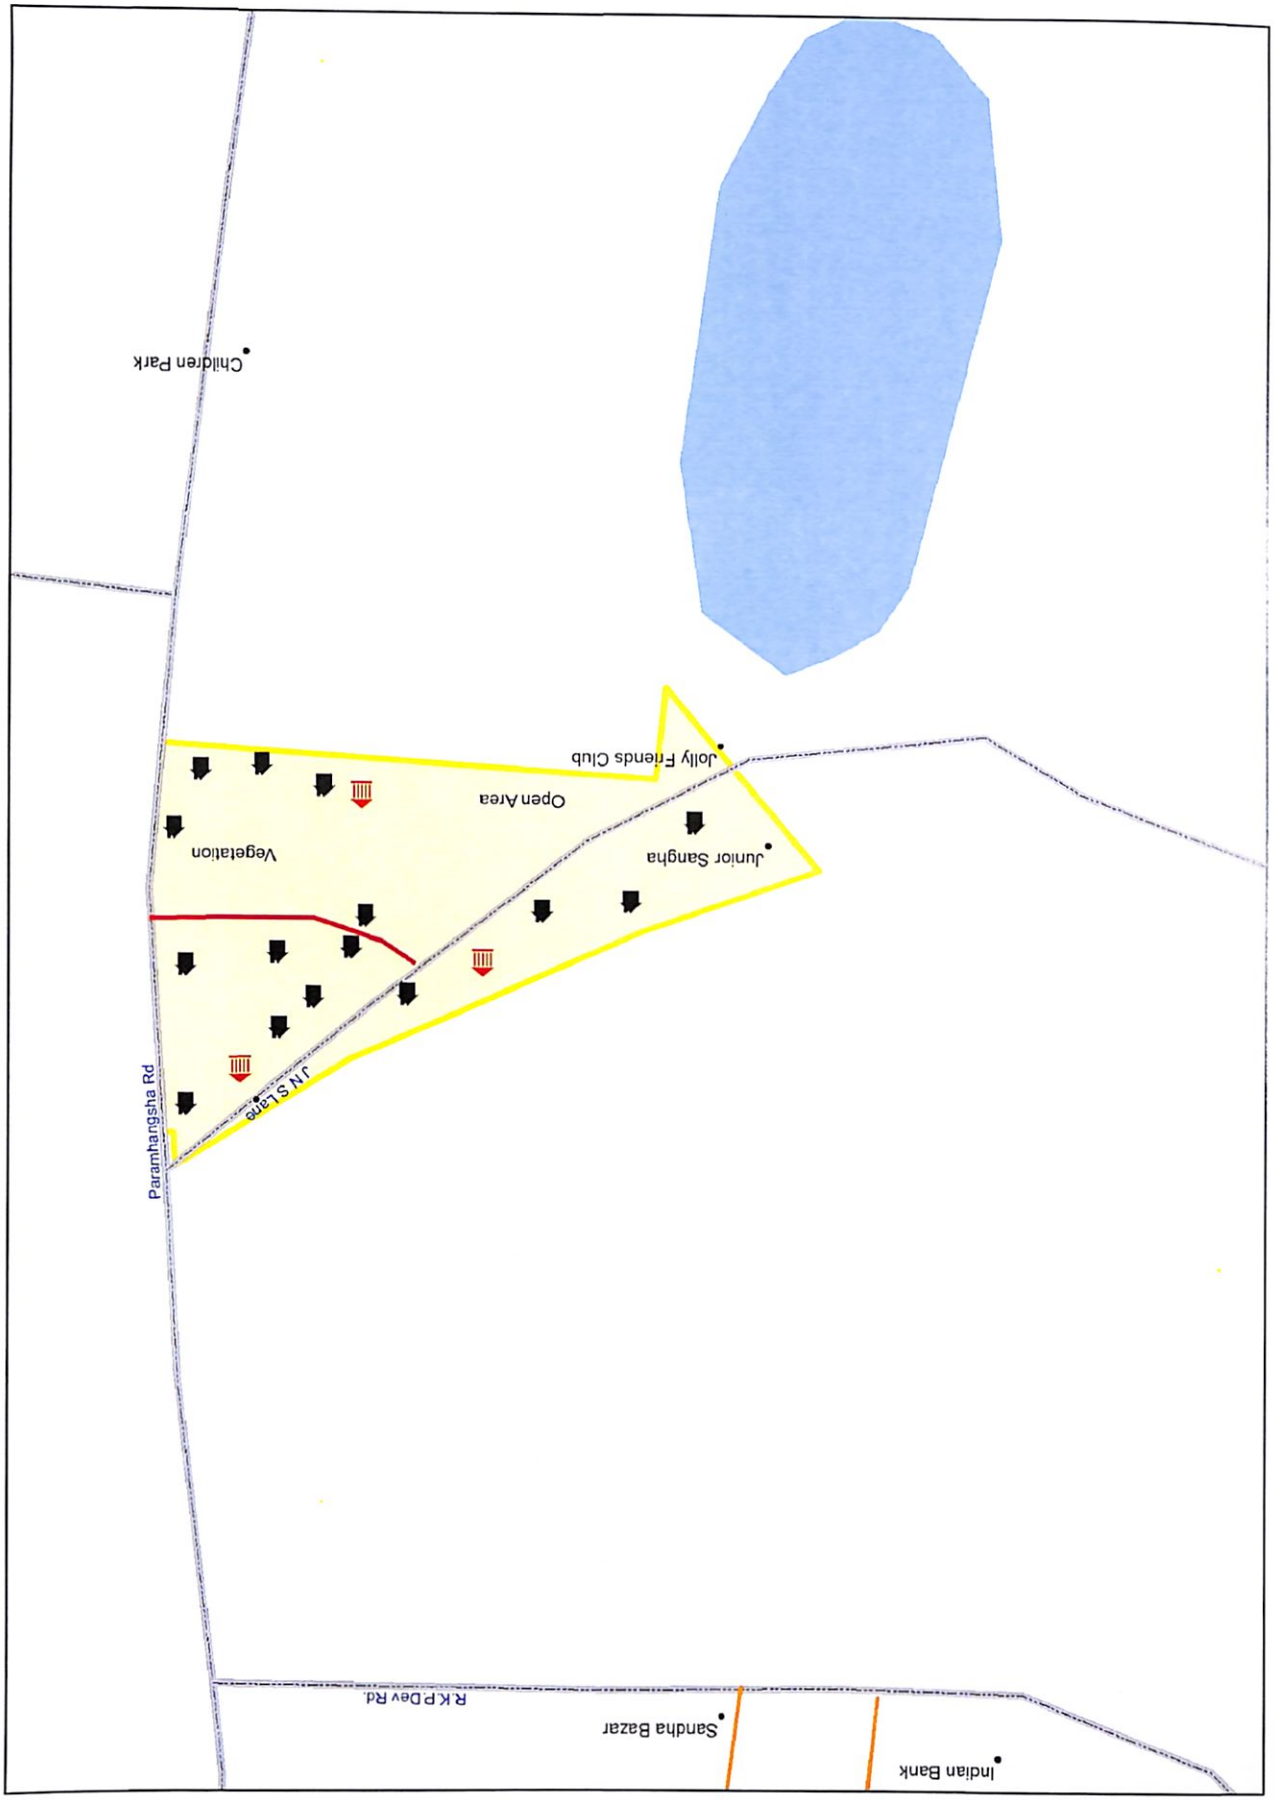 Indian Bank
Sandha Bazar
R.K.P.Dev Rd.
J N S Lane
Paramhangsha Rd
Junior Sangha
Vegetation
Open Area
Jolly Friends Club
Children Park